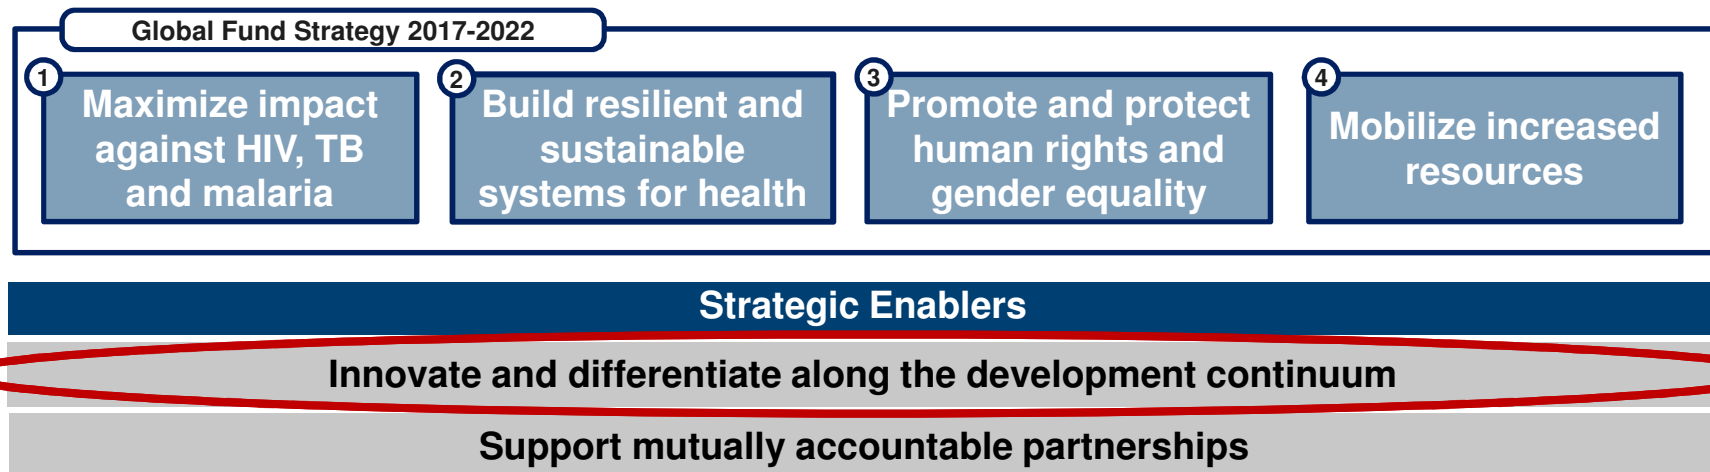 Global Fund Strategy 2017-2022
1
Maximize impact
against HIV, TB
and malaria
2
Build resilient and
sustainable
systems for health
3
Promote and protect
human rights and
gender equality
4
Mobilize increased
resources
Strategic Enablers
Innovate and differentiate along the development continuum
Support mutually accountable partnerships